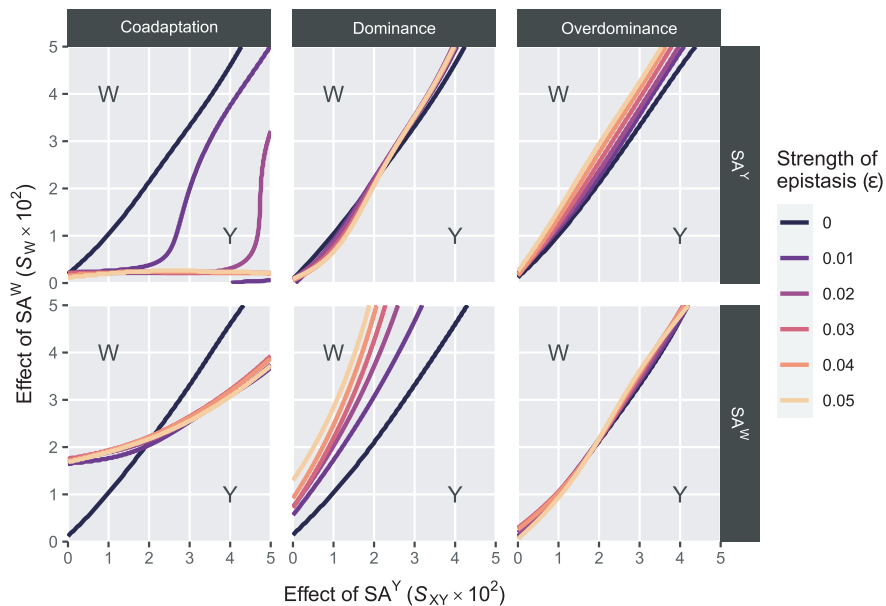 Coadaptation Dominance Overdominance
5
4
3
2
1
0
W
Y
W
Y
W
Y
SA^Y
5
4
3
2
1
0
W
Y
W
Y
W
Y
SA^W
0 1 2 3 4 5
0 1 2 3 4 5
0 1 2 3 4 5
Effect of SA^W (S_W × 10^2)
Effect of SA^Y (S_XY × 10^2)
Strength of
epistasis (ε)
0
0.01
0.02
0.03
0.04
0.05